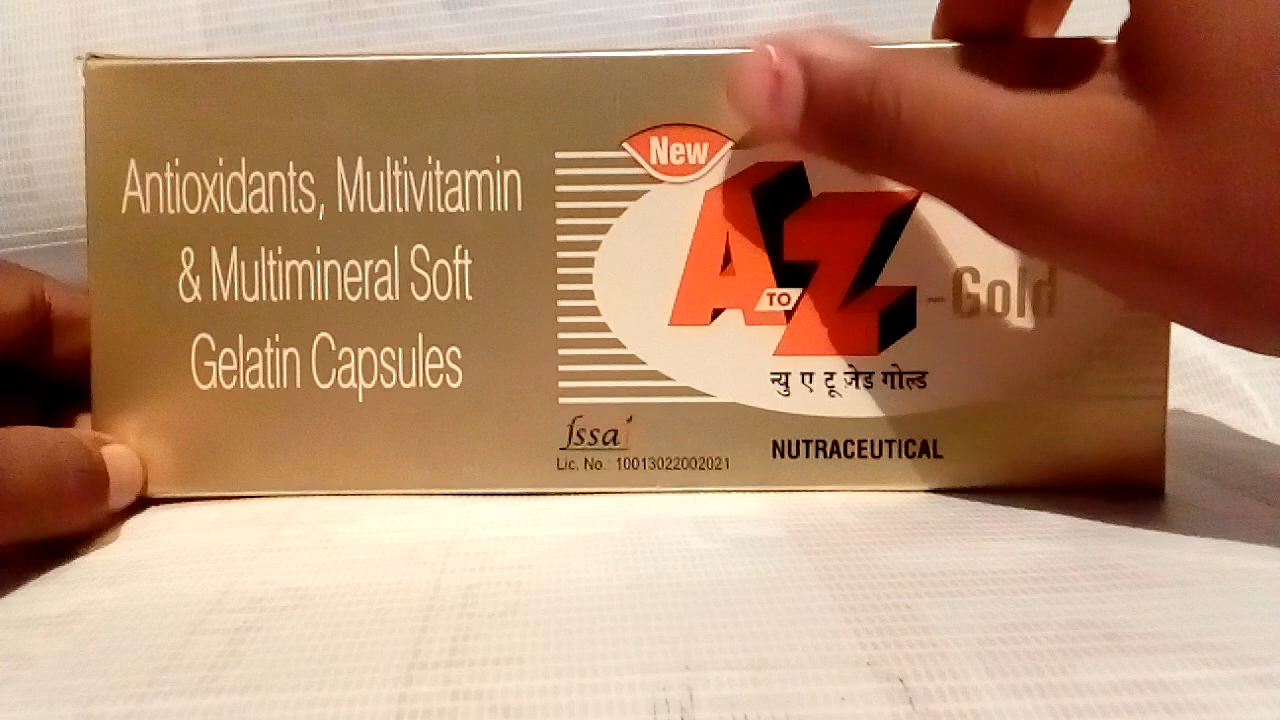 Antioxidants, Multivitamin
& Multimineral Soft
Gelatin Capsules
New
A TO Z -Gold
न्यु ए टू ज़ेड गोल्ड
fssai
Lic. No. 10013022002021
NUTRACEUTICAL